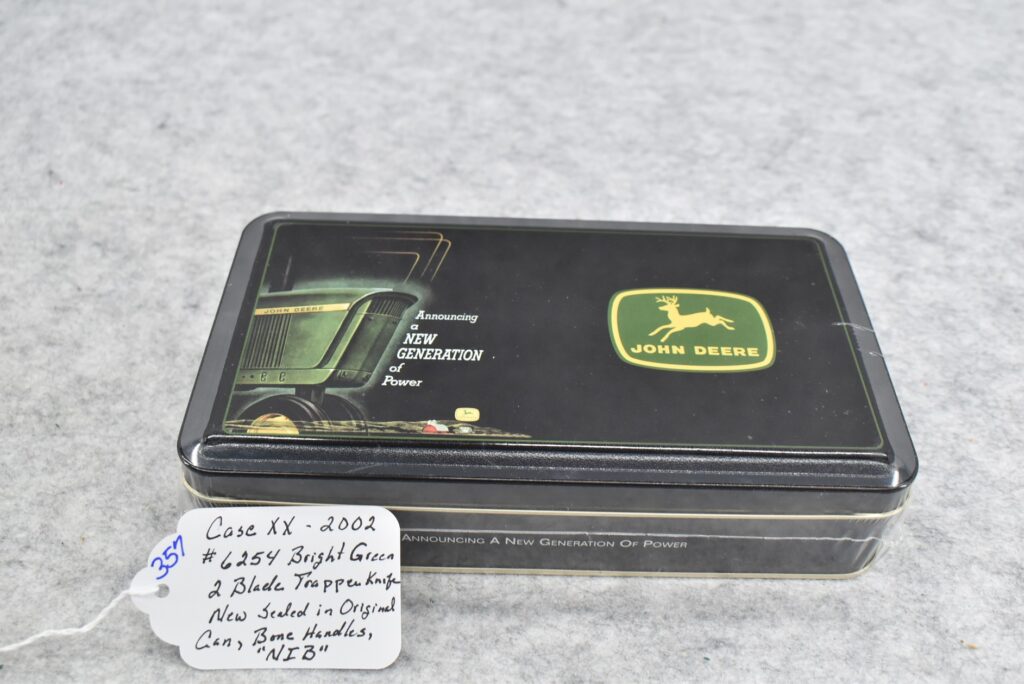 JOHN DEERE
Announcing
a
NEW
GENERATION
of
Power
JOHN DEERE
ANNOUNCING A NEW GENERATION OF POWER
357
Case XX - 2002
#6254 Bright Green
2 Blade Trapper Knife
New Sealed in Original
Can, Bone Handles,
"NIB"